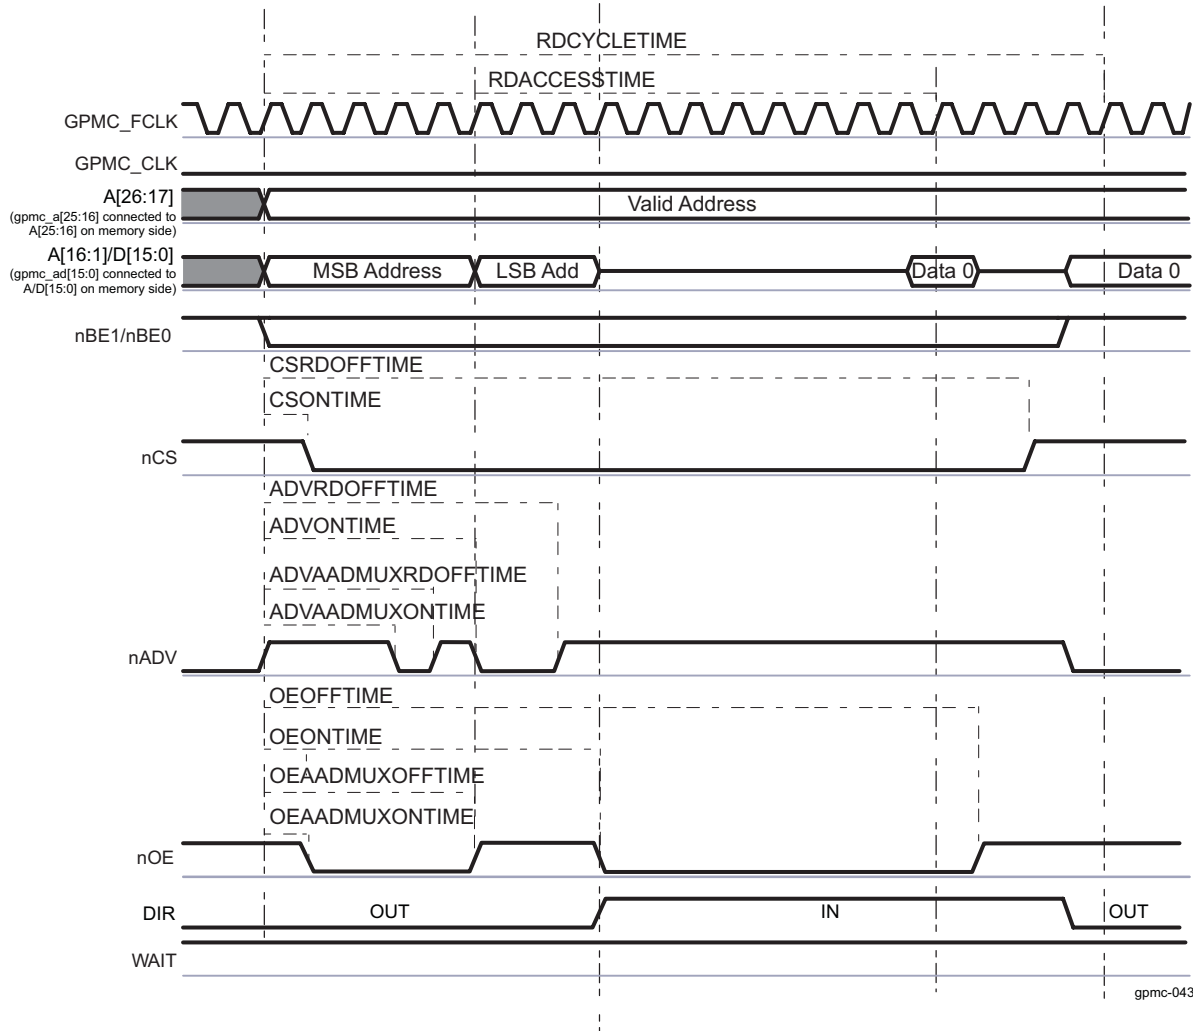 RDCYCLETIME
RDACCESSTIME
GPMC_FCLK
GPMC_CLK
A[26:17]
(gpmc_a[25:16] connected to
A[25:16] on memory side)
Valid Address
A[16:1]/D[15:0]
(gpmc_ad[15:0] connected to
A/D[15:0] on memory side)
MSB Address
LSB Add
Data 0
Data 0
nBE1/nBE0
CSRDOFFTIME
CSONTIME
nCS
ADVRDOFFTIME
ADVONTIME
ADVAADMUXRDOFFTIME
ADVAADMUXONTIME
nADV
OEOFFTIME
OEONTIME
OEAADMUXOFFTIME
OEAADMUXONTIME
nOE
DIR
OUT
IN
OUT
WAIT
gpmc-043